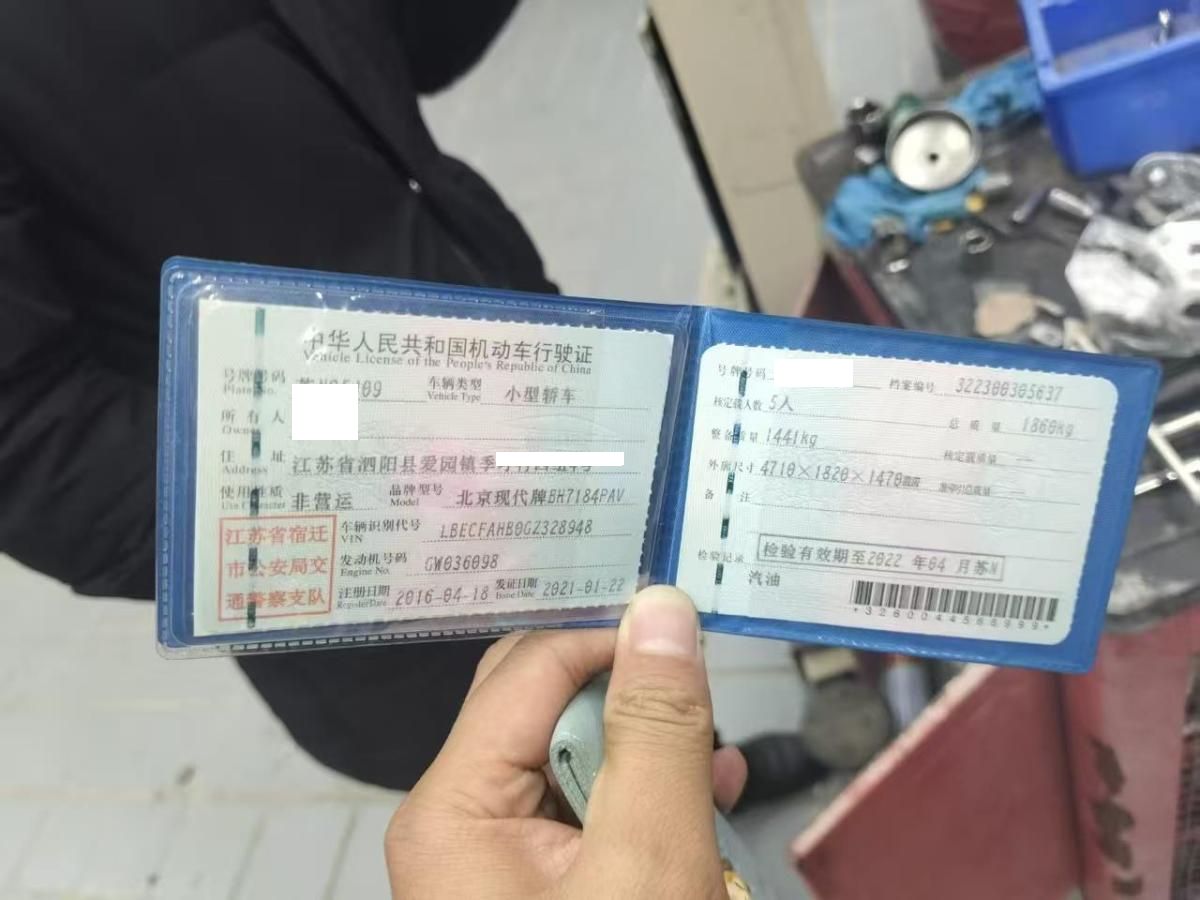 中华人民共和国机动车行驶证
Vehicle License of the People's Republic of China
号牌号码
Plate No.
09
车辆类型
Vehicle Type
小型轿车
所有人
Owner
住址
Address
江苏省泗阳县爱园镇季
使用性质
Use Character
非营运
品牌型号
Model
北京现代牌BH7184PAV
江苏省宿迁
市公安局交
通警察支队
车辆识别代号
VIN
LBECFAHB0GZ328948
发动机号码
Engine No.
GW036098
注册日期
Register Date
2016-04-18
发证日期
Issue Date
2021-01-22
号牌号码
档案编号 322300305637
核定载人数 5人
总质量 1860kg
整备质量 1441kg
核定载质量 --
外廓尺寸 4710×1820×1470mm
准牵引总质量 --
备注
检验记录
检验有效期至2022年04月苏N
汽油
*3260044568999*